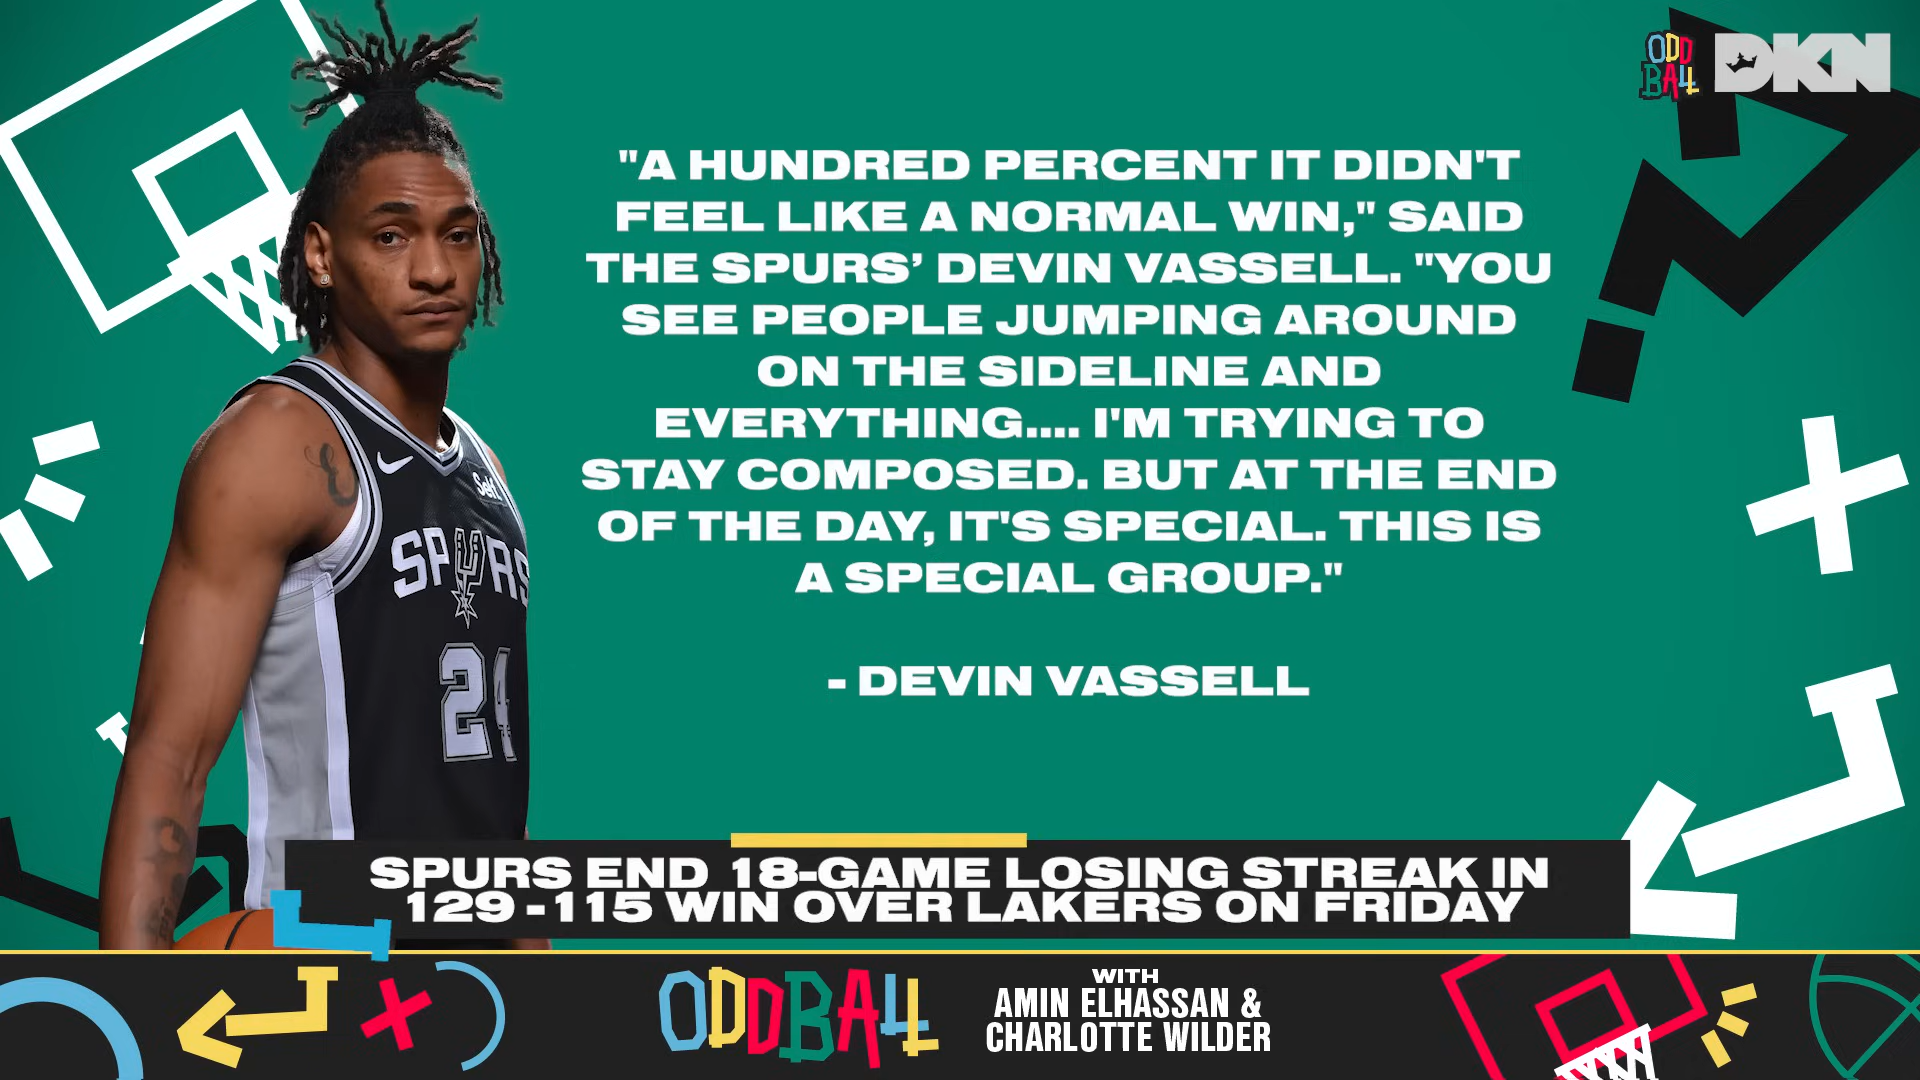 ODD
BALL
DKN
"A HUNDRED PERCENT IT DIDN'T
FEEL LIKE A NORMAL WIN," SAID
THE SPURS’ DEVIN VASSELL. "YOU
SEE PEOPLE JUMPING AROUND
ON THE SIDELINE AND
EVERYTHING.... I'M TRYING TO
STAY COMPOSED. BUT AT THE END
OF THE DAY, IT'S SPECIAL. THIS IS
A SPECIAL GROUP."
- DEVIN VASSELL
Self
SPURS
24
SPURS END 18-GAME LOSING STREAK IN
129 -115 WIN OVER LAKERS ON FRIDAY
ODDBALL
WITH
AMIN ELHASSAN &
CHARLOTTE WILDER